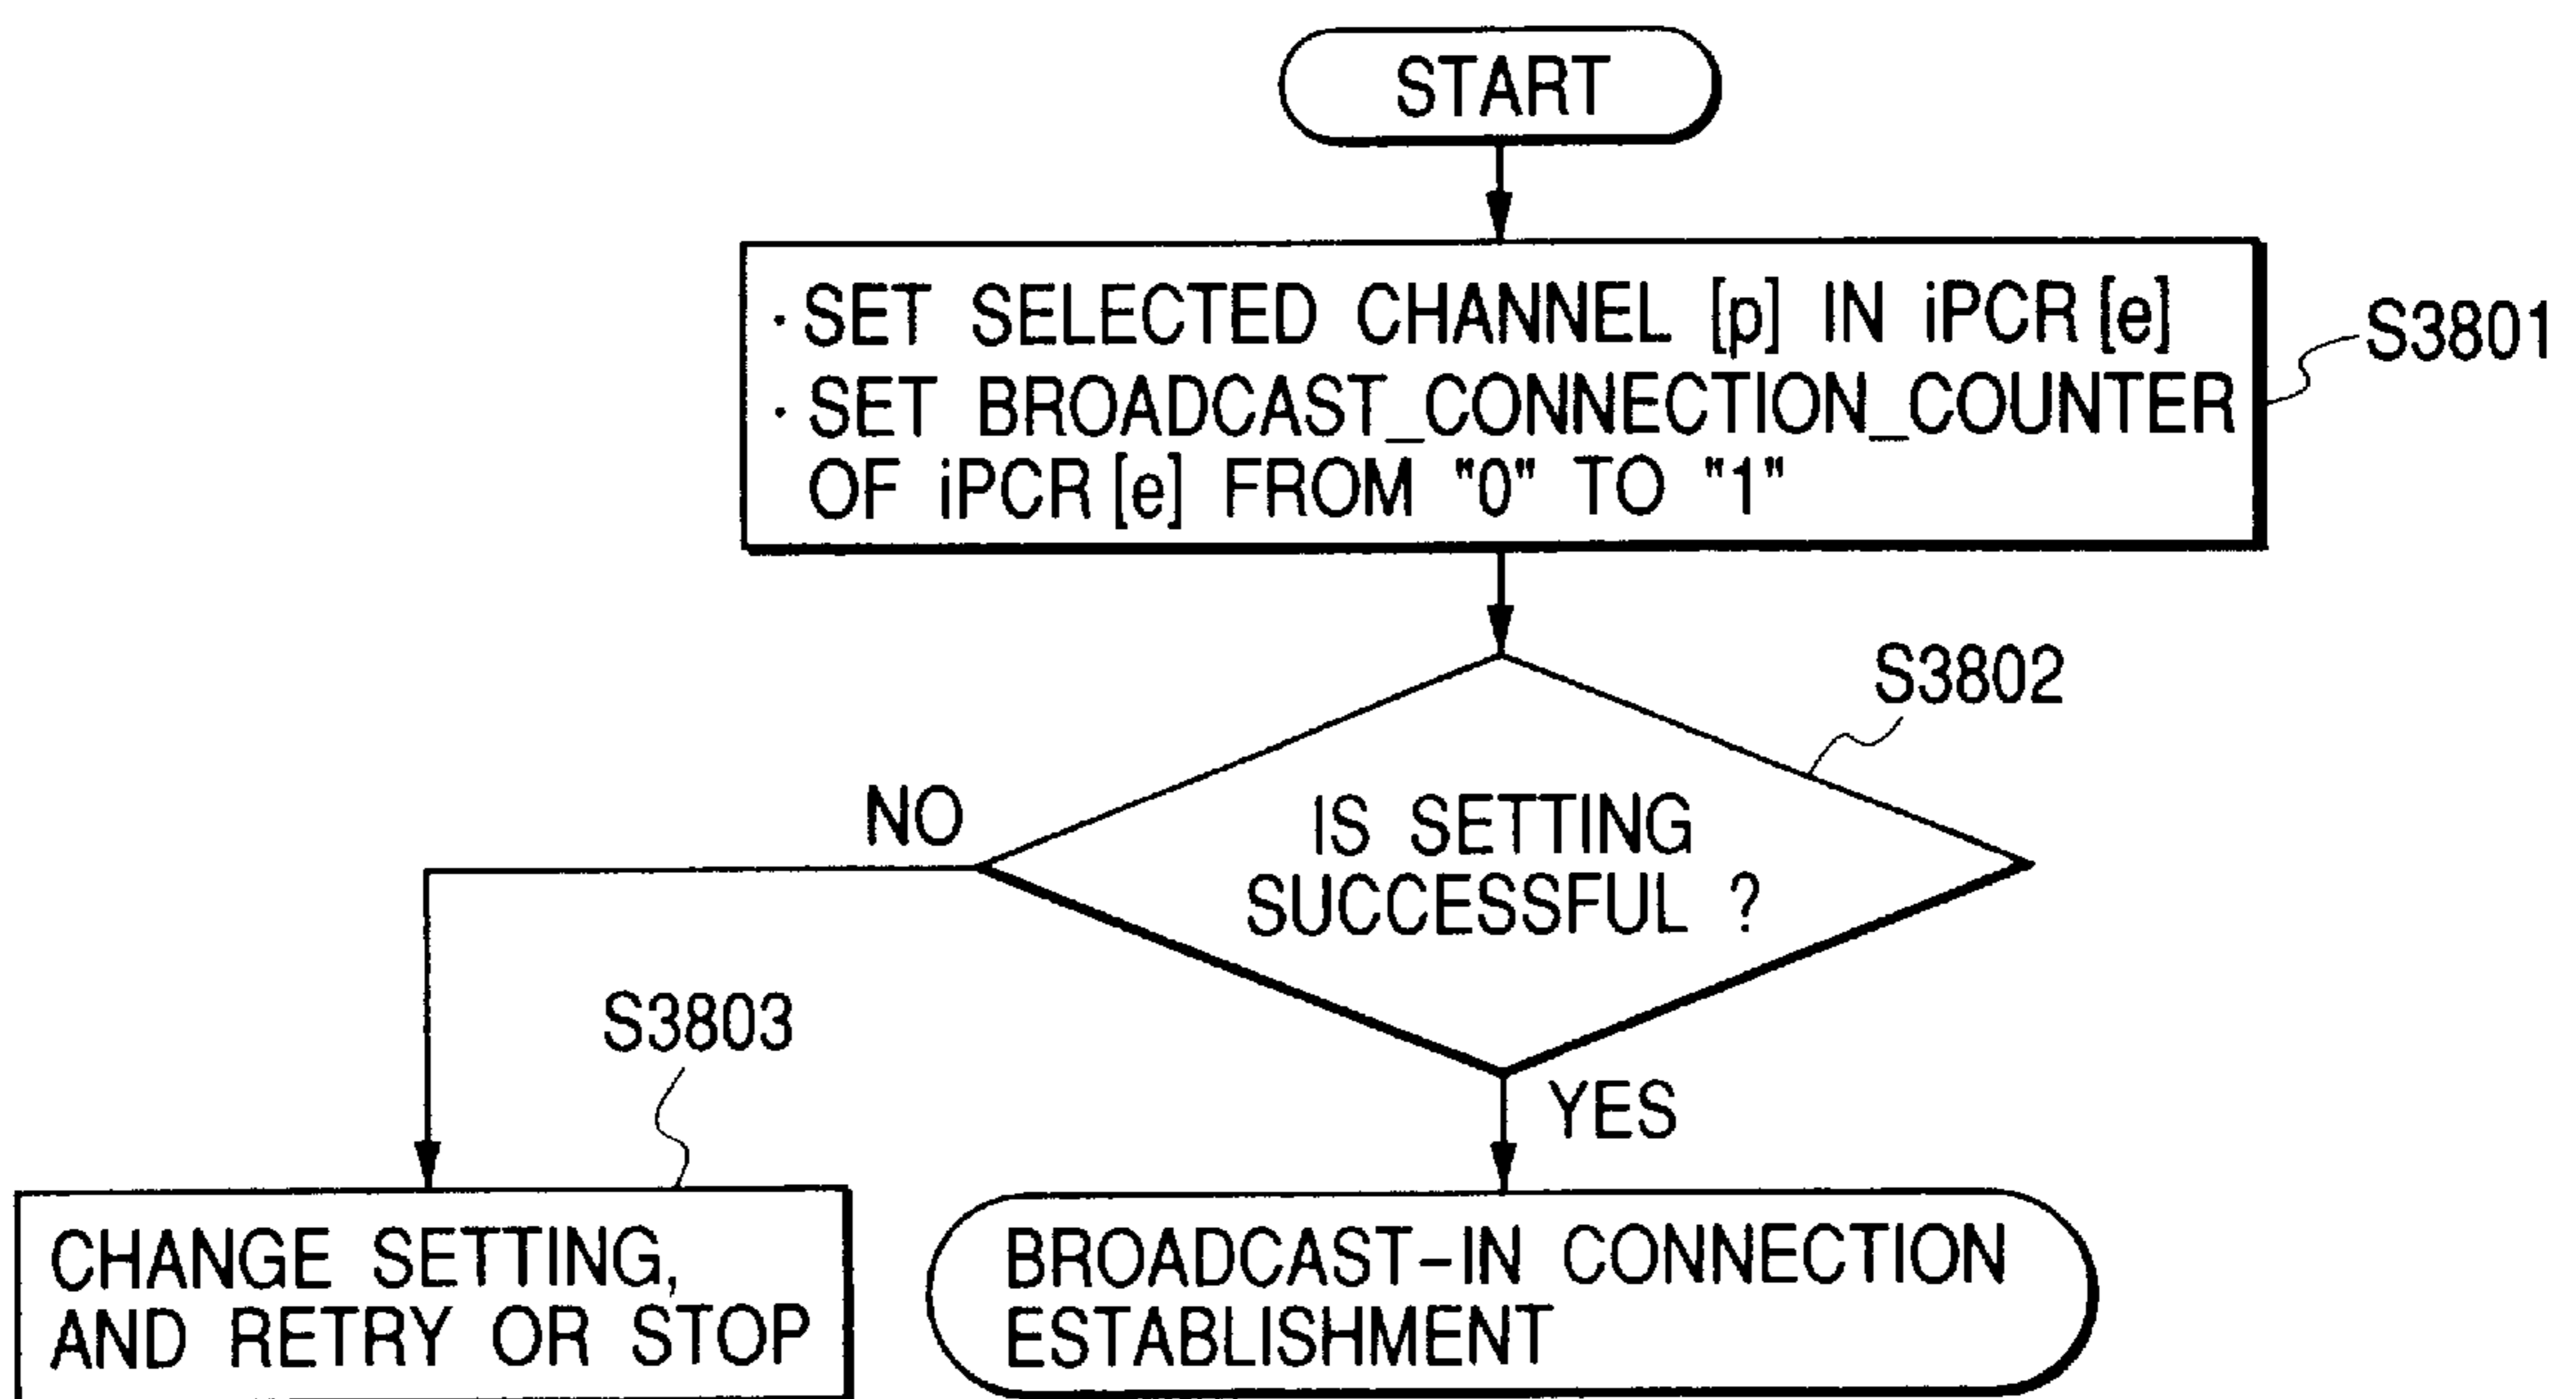 START
· SET SELECTED CHANNEL [p] IN iPCR [e]
· SET BROADCAST_CONNECTION_COUNTER
OF iPCR [e] FROM "0" TO "1"
S3801
S3802
NO
IS SETTING
SUCCESSFUL ?
YES
S3803
CHANGE SETTING,
AND RETRY OR STOP
BROADCAST-IN CONNECTION
ESTABLISHMENT